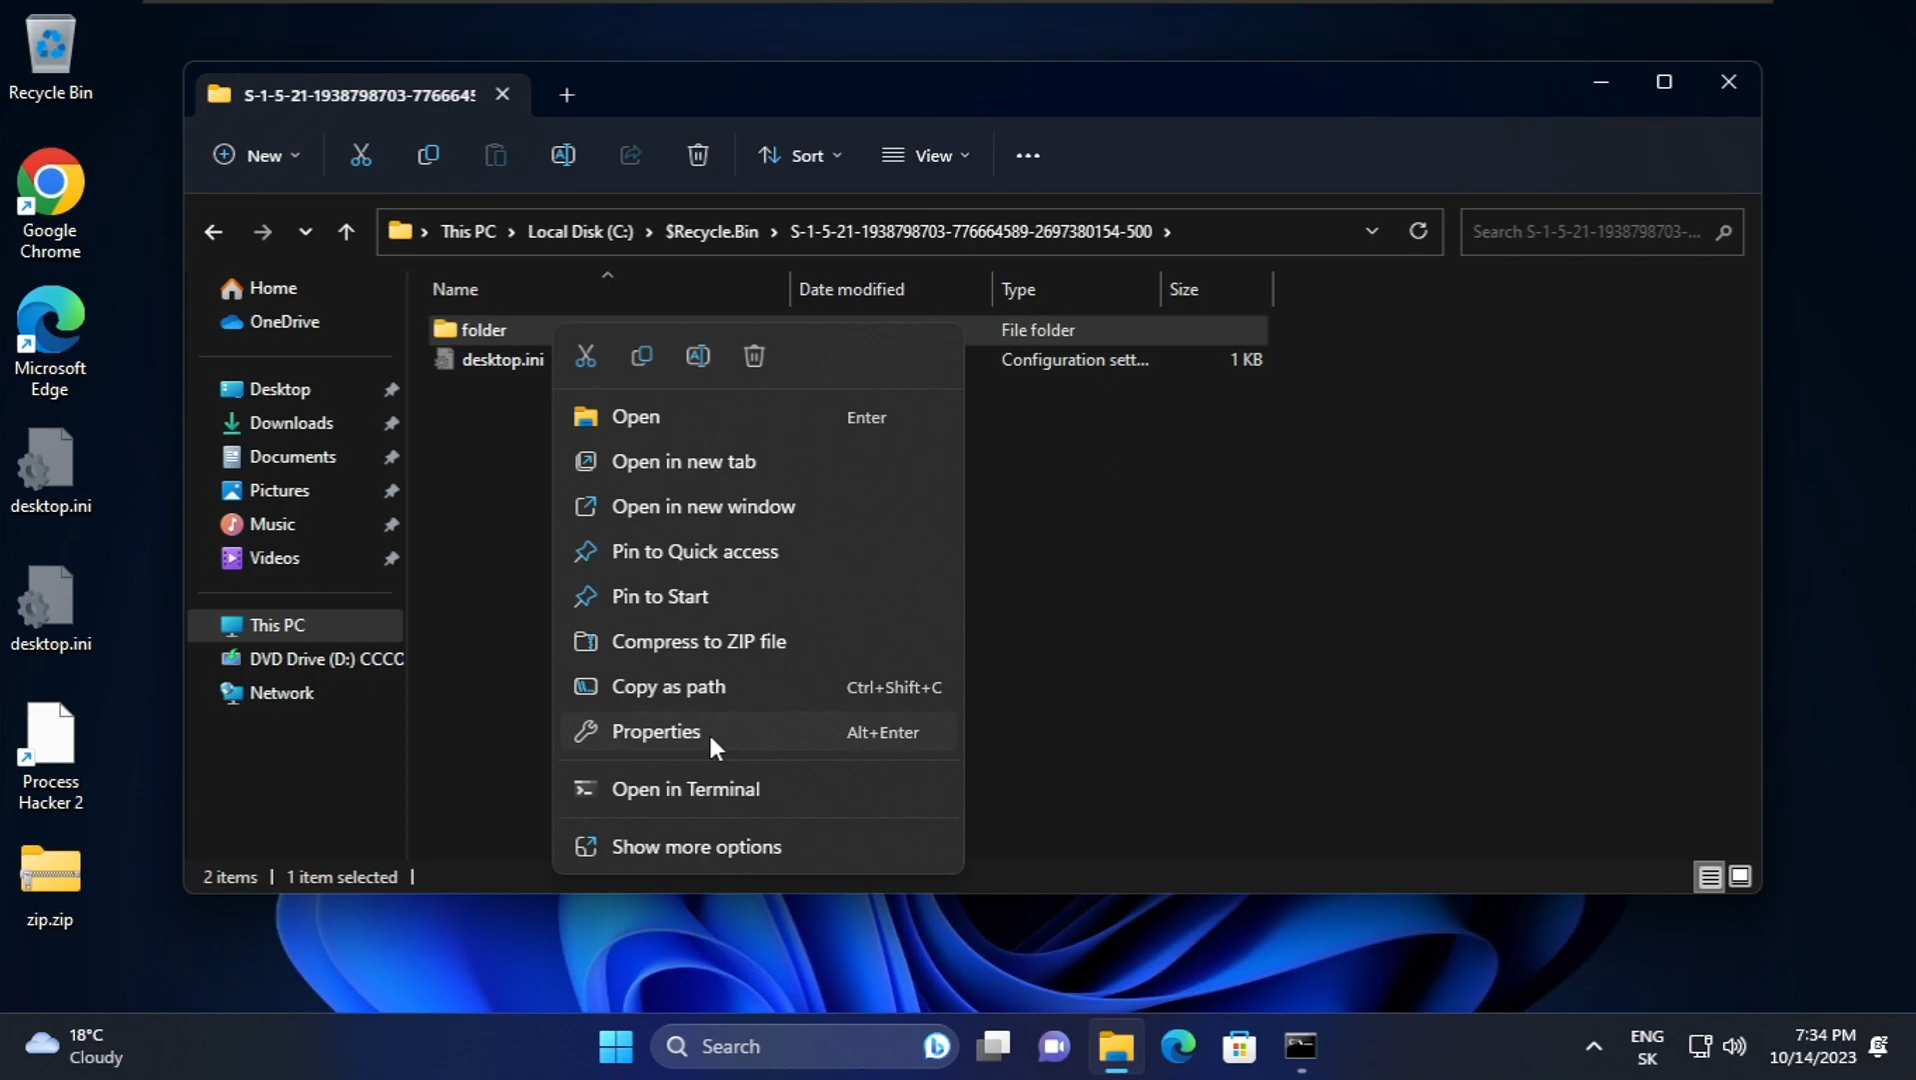 Recycle Bin
Google
Chrome
Microsoft
Edge
desktop.ini
desktop.ini
Process
Hacker 2
zip.zip
S-1-5-21-1938798703-7766645
New
Sort
View
This PC
Local Disk (C:)
$Recycle.Bin
S-1-5-21-1938798703-776664589-2697380154-500
Search S-1-5-21-1938798703-...
Home
OneDrive
Desktop
Downloads
Documents
Pictures
Music
Videos
This PC
DVD Drive (D:) CCCC
Network
Name
Date modified
Type
Size
folder
File folder
desktop.ini
Configuration sett...
1 KB
Open
Enter
Open in new tab
Open in new window
Pin to Quick access
Pin to Start
Compress to ZIP file
Copy as path
Ctrl+Shift+C
Properties
Alt+Enter
Open in Terminal
Show more options
2 items
1 item selected
18°C
Cloudy
Search
ENG
SK
7:34 PM
10/14/2023